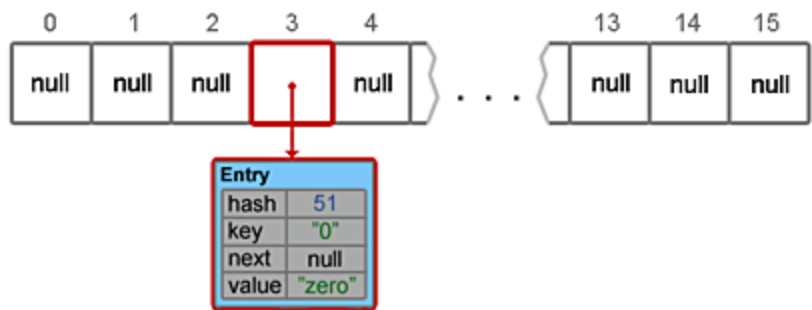 0 1 2 3 4 13 14 15
null null null null . . . null null null
Entry
hash 51
key "0"
next null
value "zero"